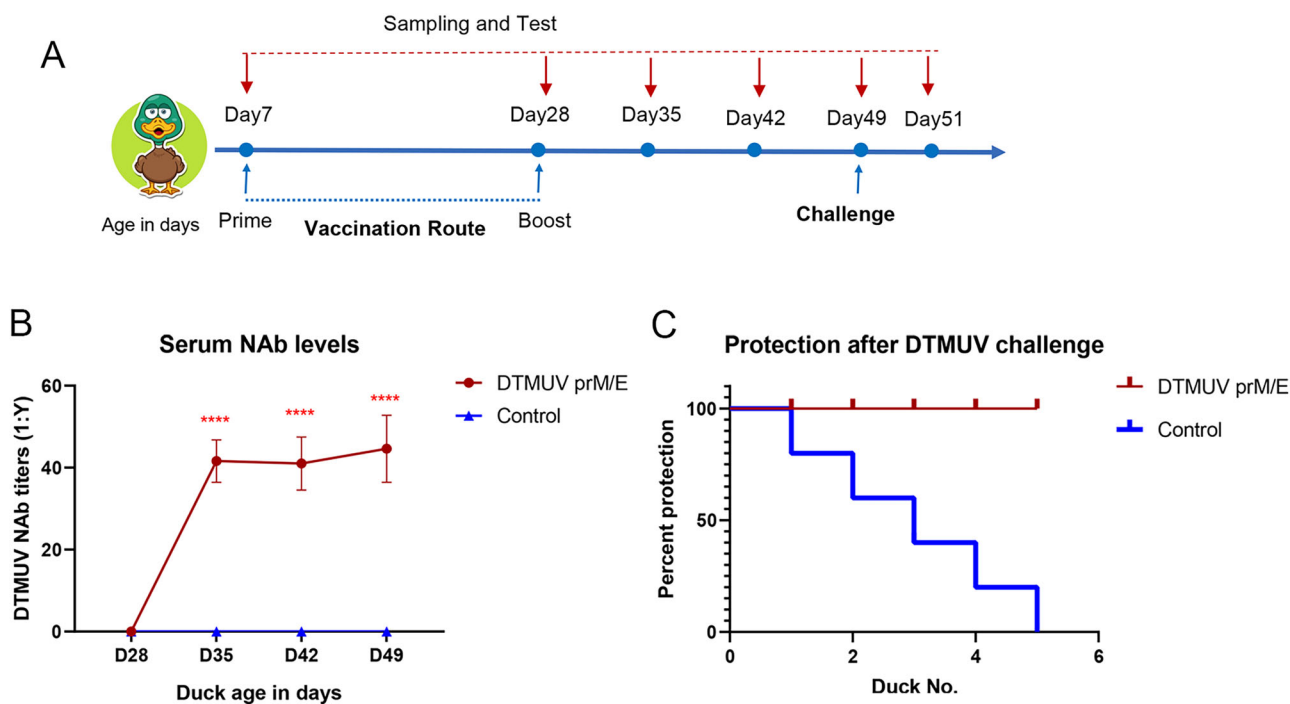 A
Sampling and Test
Day7
Day28
Day35
Day42
Day49
Day51
Age in days
Prime
Vaccination Route
Boost
Challenge
B
Serum NAb levels
DTMUV NAb titers (1:Y)
60
40
20
0
****
****
****
D28
D35
D42
D49
Duck age in days
DTMUV prM/E
Control
C
Protection after DTMUV challenge
Percent protection
100
50
0
0
2
4
6
Duck No.
DTMUV prM/E
Control